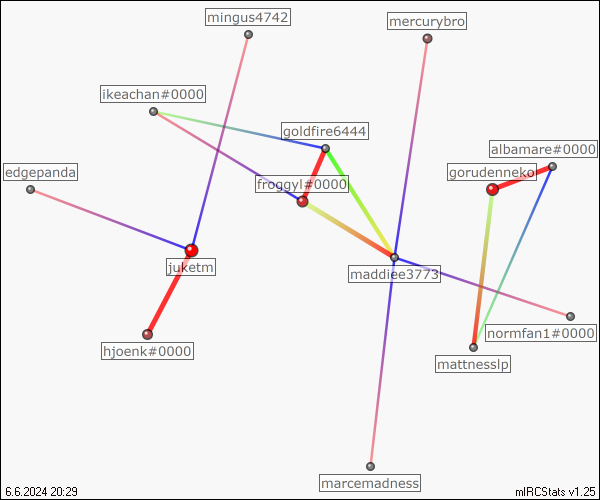 mingus4742
mercurybro
ikeachan#0000
goldfire6444
albamare#0000
edgepanda
gorudenneko
froggyl#0000
juketm
maddiee3773
normfan1#0000
hjoenk#0000
mattnesslp
marcemadness
6.6.2024 20:29
mIRCStats v1.25